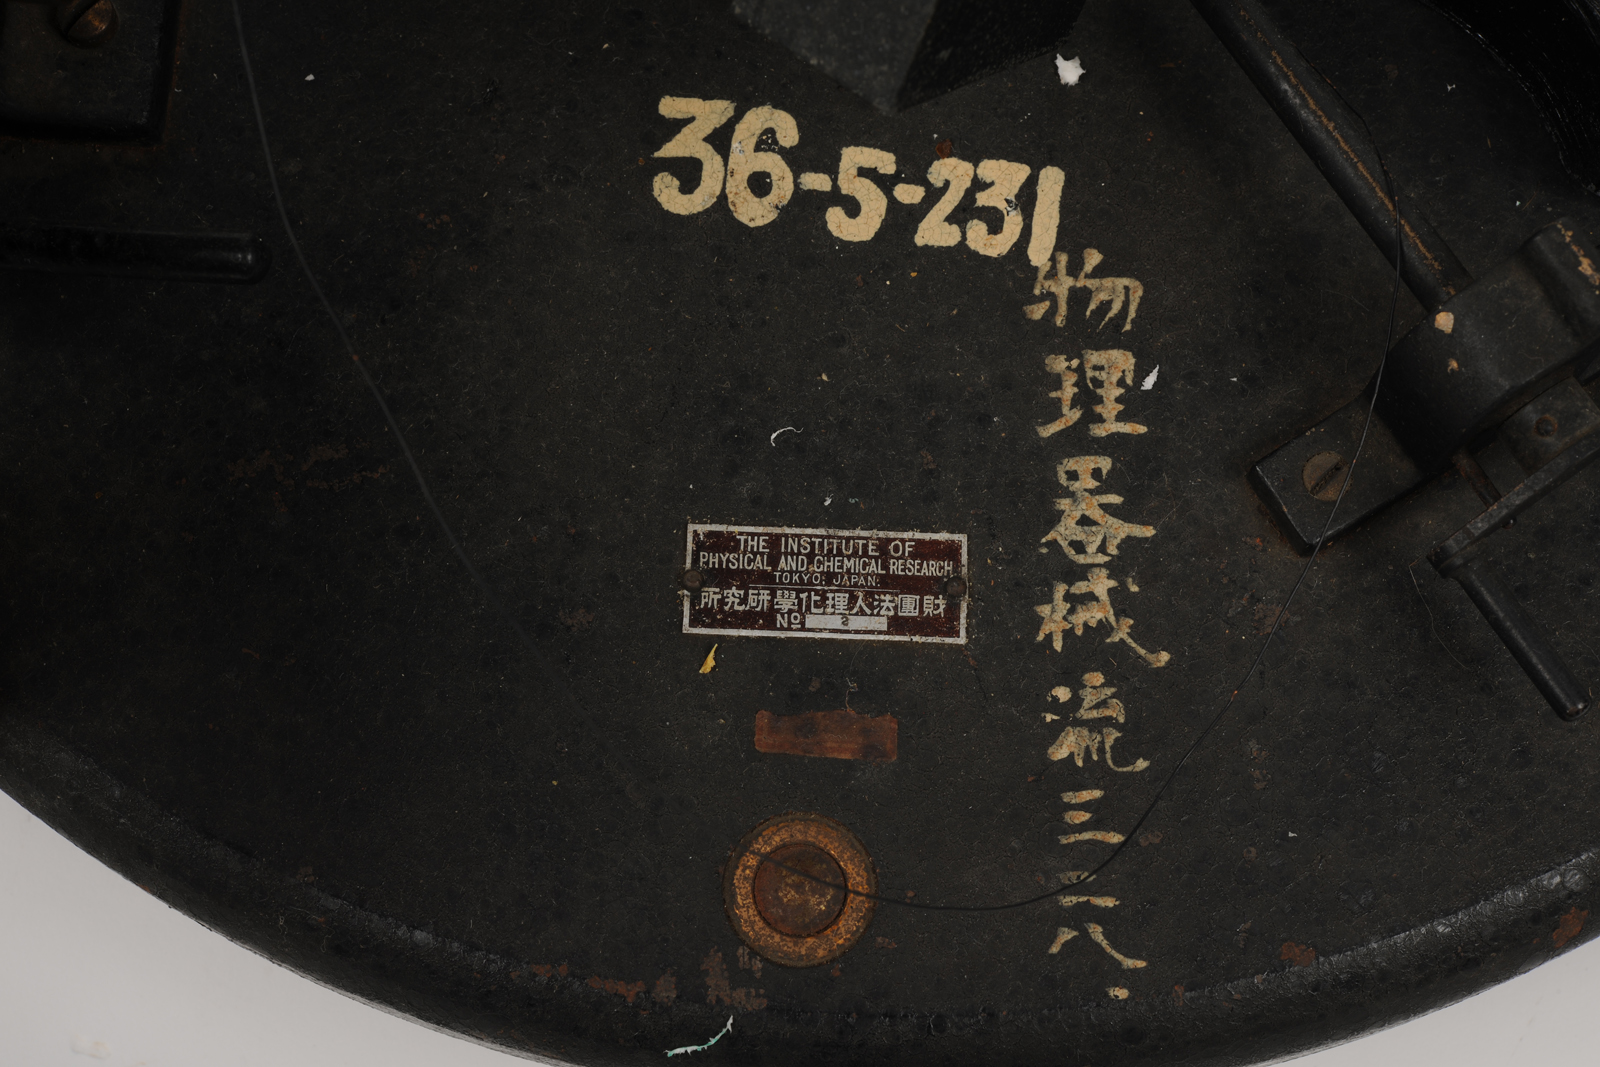 36-5-231
物理器械流三二八.
THE INSTITUTE OF
PHYSICAL AND CHEMICAL RESEARCH
TOKYO, JAPAN.
財團法人理化學研究所
No 2